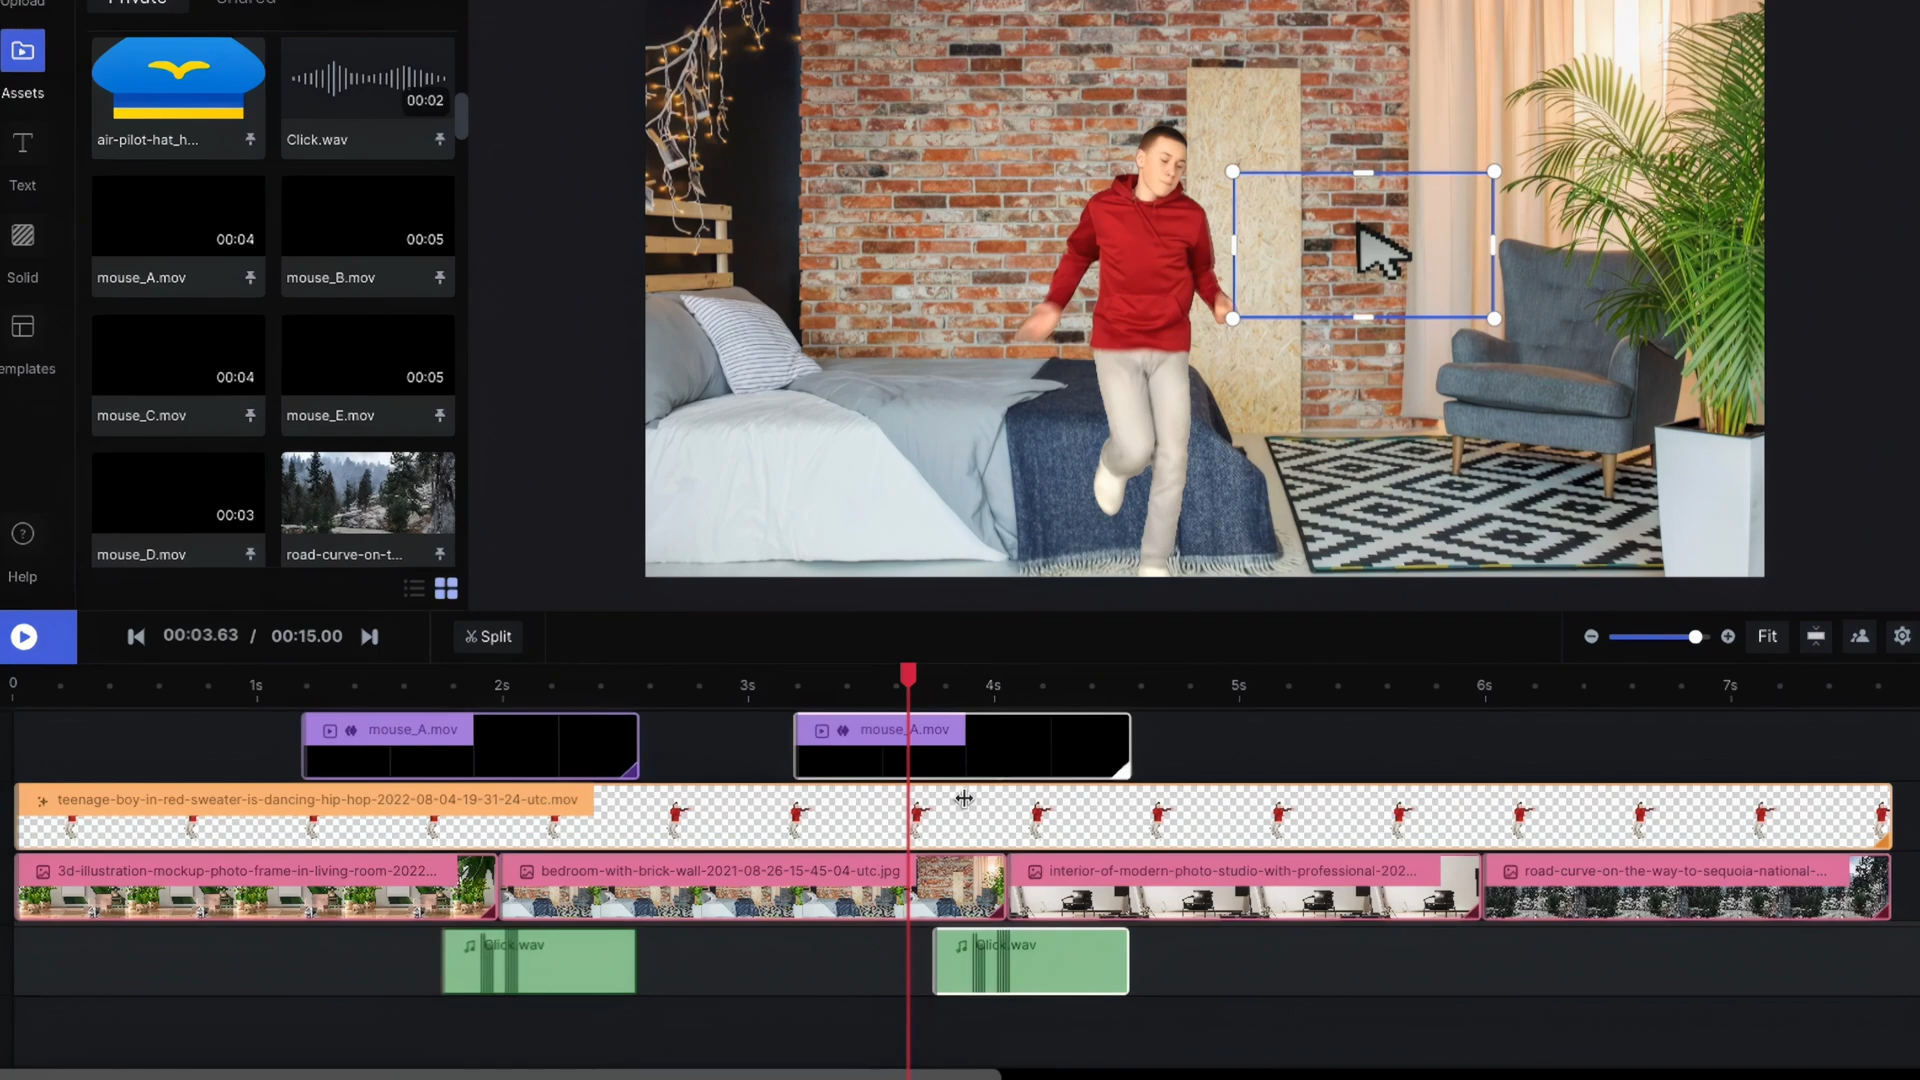 Upload
Private Shared
Assets
Text
Solid
emplates
Help
00:02
air-pilot-hat_h... Click.wav
00:04 00:05
mouse_A.mov mouse_B.mov
00:04 00:05
mouse_C.mov mouse_E.mov
00:03
mouse_D.mov road-curve-on-t...
00:03.63 / 00:15.00 Split Fit
0 1s 2s 3s 4s 5s 6s 7s
mouse_A.mov mouse_A.mov
teenage-boy-in-red-sweater-is-dancing-hip-hop-2022-08-04-19-31-24-utc.mov
3d-illustration-mockup-photo-frame-in-living-room-2022... bedroom-with-brick-wall-2021-08-26-15-45-04-utc.jpg interior-of-modern-photo-studio-with-professional-202... road-curve-on-the-way-to-sequoia-national-...
Click.wav Click.wav